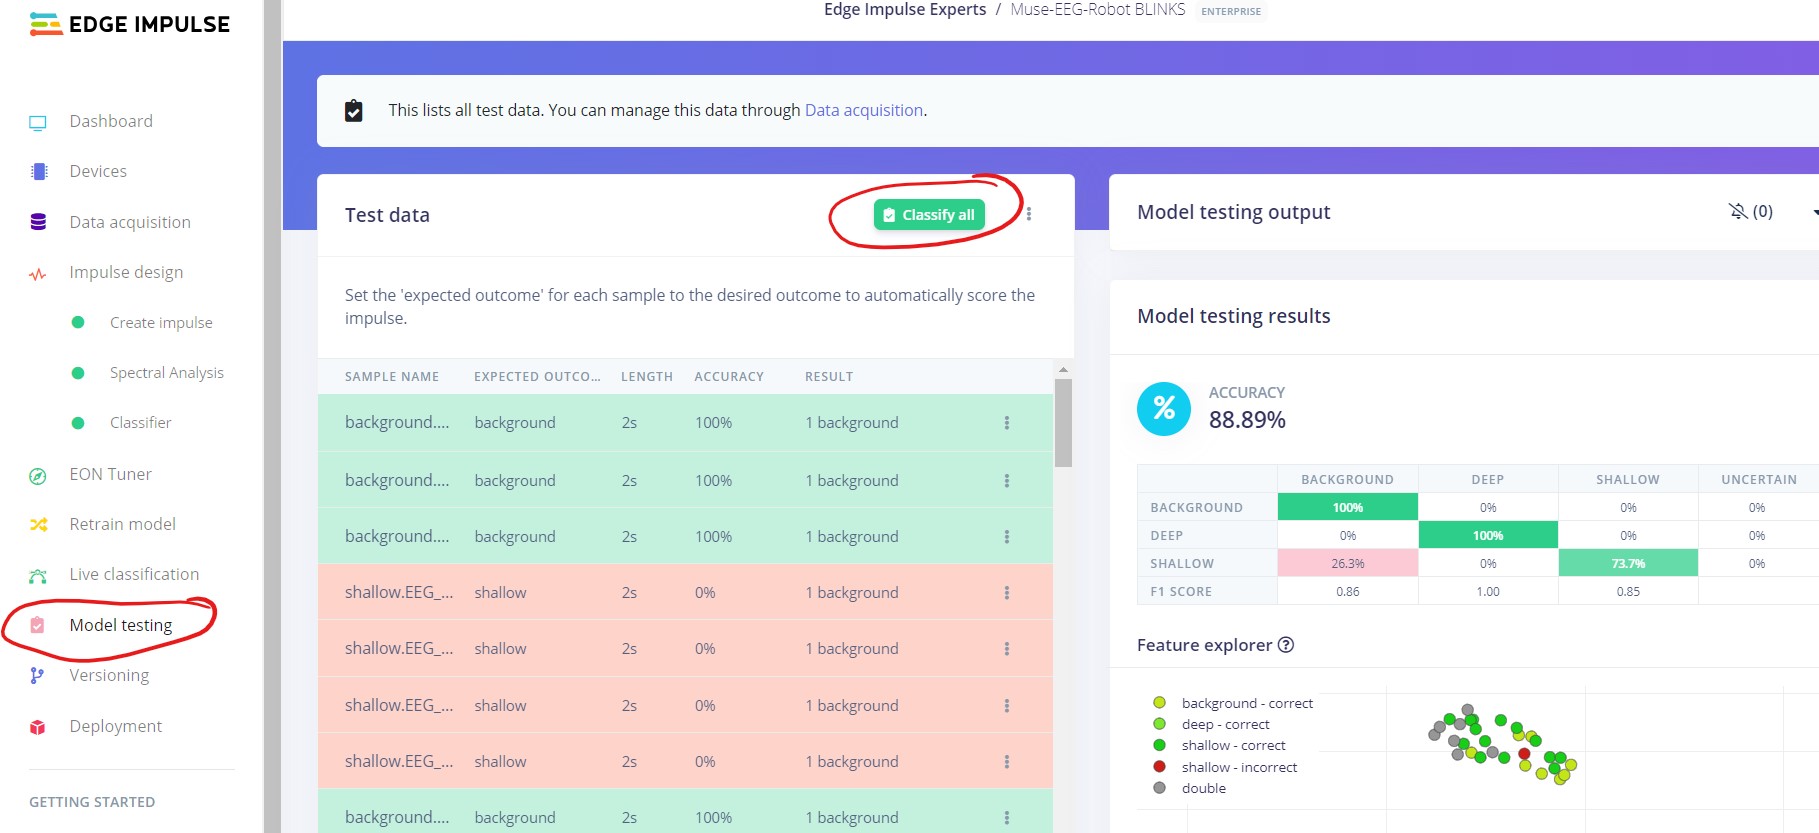 EDGE IMPULSE
Edge Impulse Experts / Muse-EEG-Robot BLINKS ENTERPRISE
Dashboard
Devices
Data acquisition
Impulse design
Create impulse
Spectral Analysis
Classifier
EON Tuner
Retrain model
Live classification
Model testing
Versioning
Deployment
GETTING STARTED
This lists all test data. You can manage this data through Data acquisition.
Test data
Classify all
Set the 'expected outcome' for each sample to the desired outcome to automatically score the
impulse.
SAMPLE NAME EXPECTED OUTCO... LENGTH ACCURACY RESULT
background.... background 2s 100% 1 background
background.... background 2s 100% 1 background
background.... background 2s 100% 1 background
shallow.EEG_... shallow 2s 0% 1 background
shallow.EEG_... shallow 2s 0% 1 background
shallow.EEG_... shallow 2s 0% 1 background
shallow.EEG_... shallow 2s 0% 1 background
background.... background 2s 100% 1 background
Model testing output
(0)
Model testing results
%
ACCURACY
88.89%
BACKGROUND DEEP SHALLOW UNCERTAIN
BACKGROUND 100% 0% 0% 0%
DEEP 0% 100% 0% 0%
SHALLOW 26.3% 0% 73.7% 0%
F1 SCORE 0.86 1.00 0.85
Feature explorer ?
background - correct
deep - correct
shallow - correct
shallow - incorrect
double